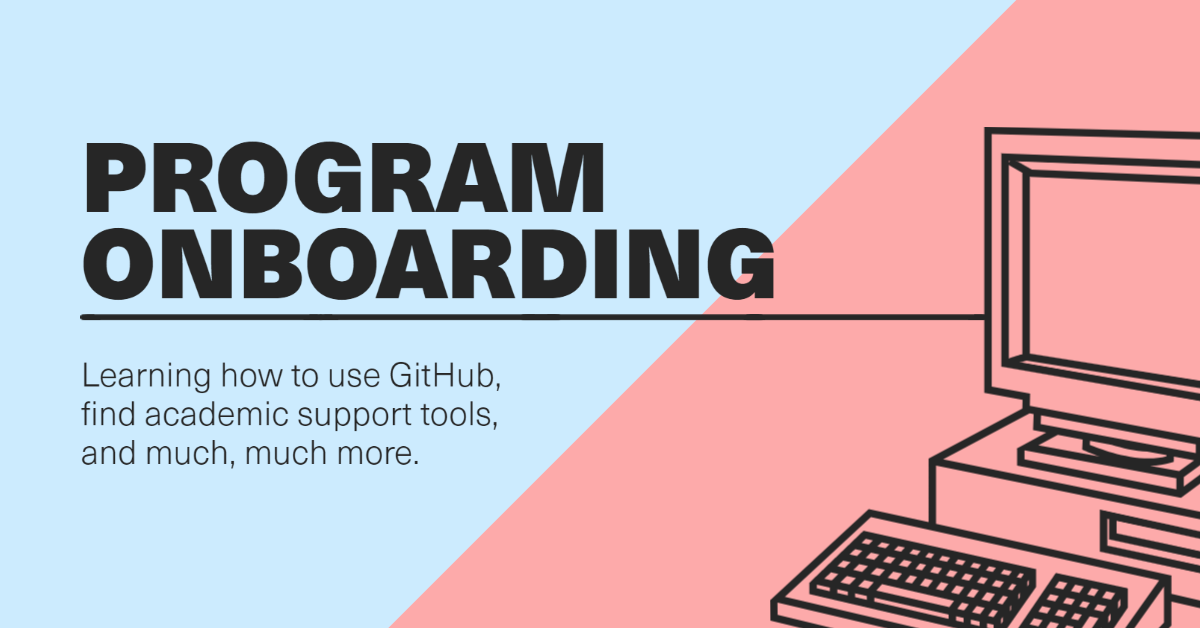 PROGRAM
ONBOARDING
Learning how to use GitHub,
find academic support tools,
and much, much more.